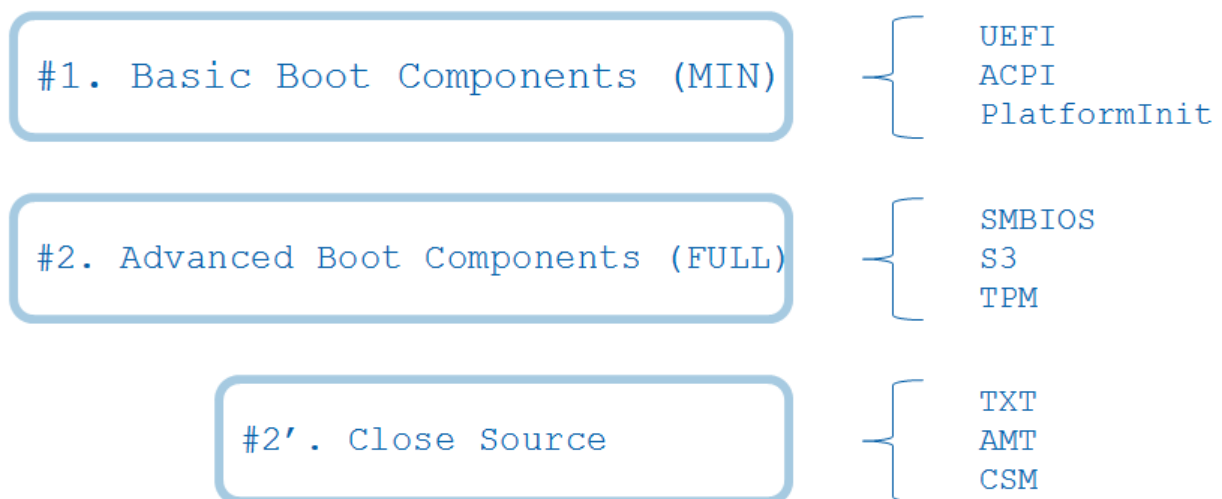 #1. Basic Boot Components (MIN)
UEFI
ACPI
PlatformInit
#2. Advanced Boot Components (FULL)
SMBIOS
S3
TPM
#2′. Close Source
TXT
AMT
CSM